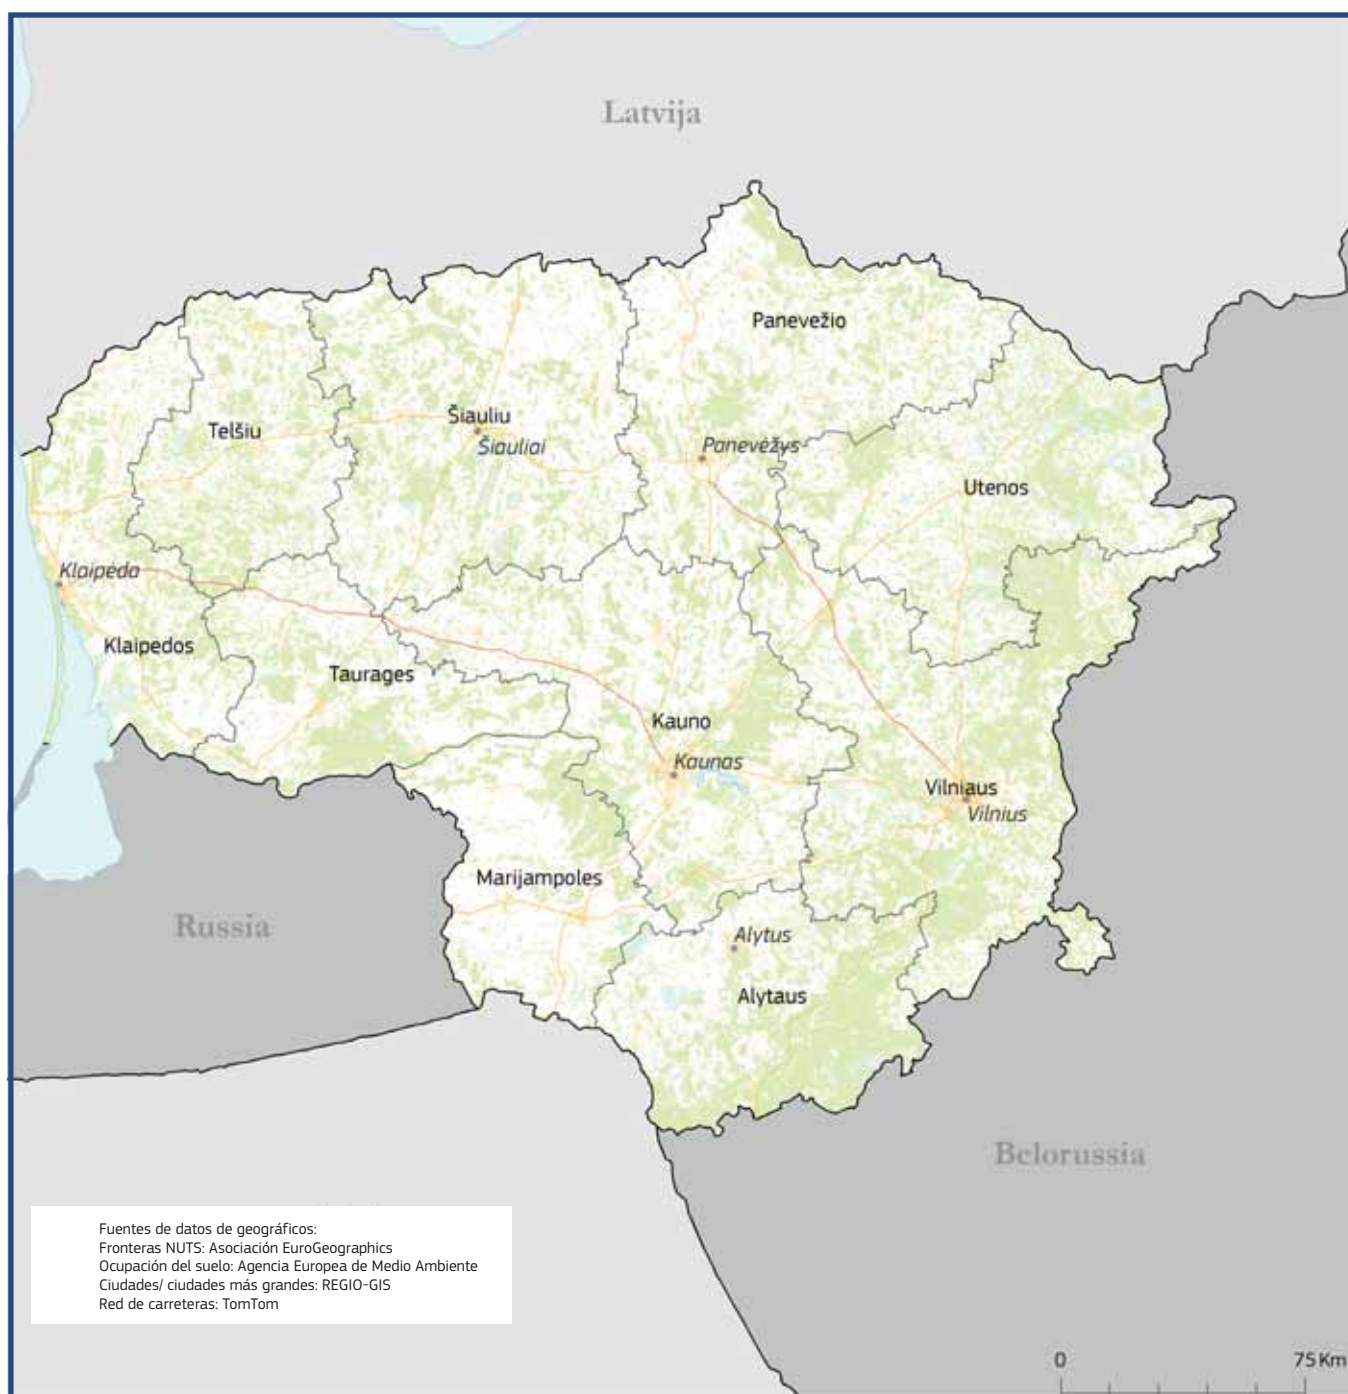 Latvija
Panevežio
Šiauliu
Šiauliai
Telšiu
Panevėžys
Utenos
Klaipėda
Klaipedos
Taurages
Kauno
Kaunas
Vilniaus
Vilnius
Marijampoles
Russia
Alytus
Alytaus
Belorussia
Fuentes de datos de geográficos:
Fronteras NUTS: Asociación EuroGeographics
Ocupación del suelo: Agencia Europea de Medio Ambiente
Ciudades/ ciudades más grandes: REGIO-GIS
Red de carreteras: TomTom
0 75 Km